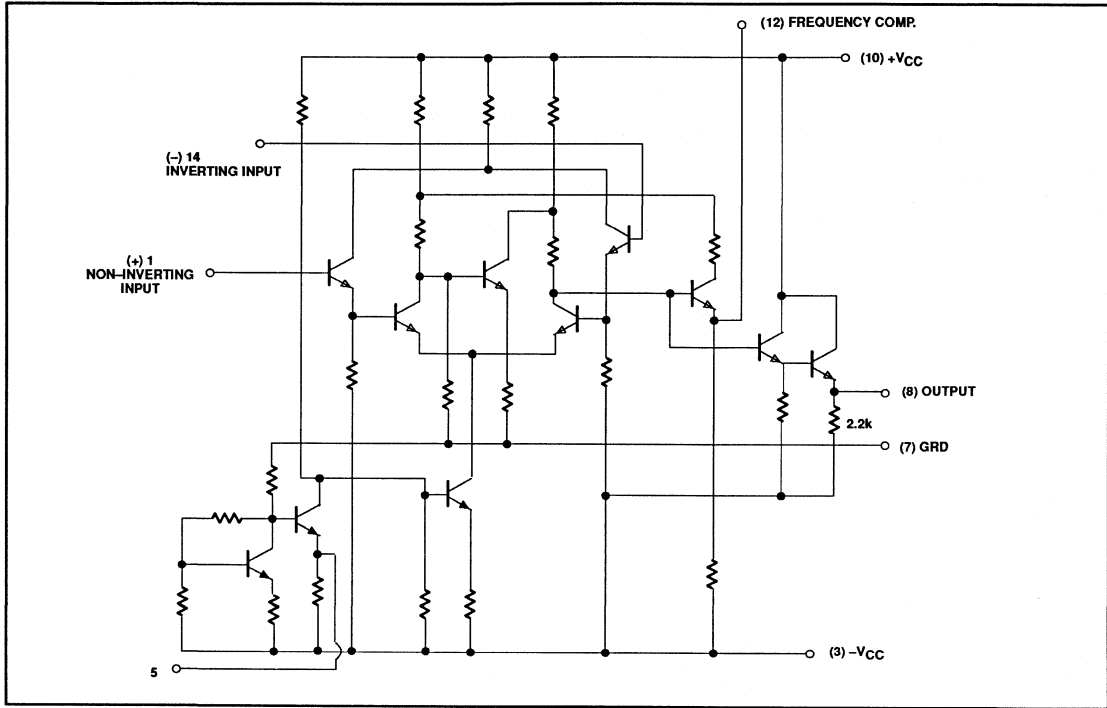 (12) FREQUENCY COMP.
(10) +VCC
(–) 14
INVERTING INPUT
(+) 1
NON–INVERTING
INPUT
(8) OUTPUT
2.2k
(7) GRD
(3) –VCC
5